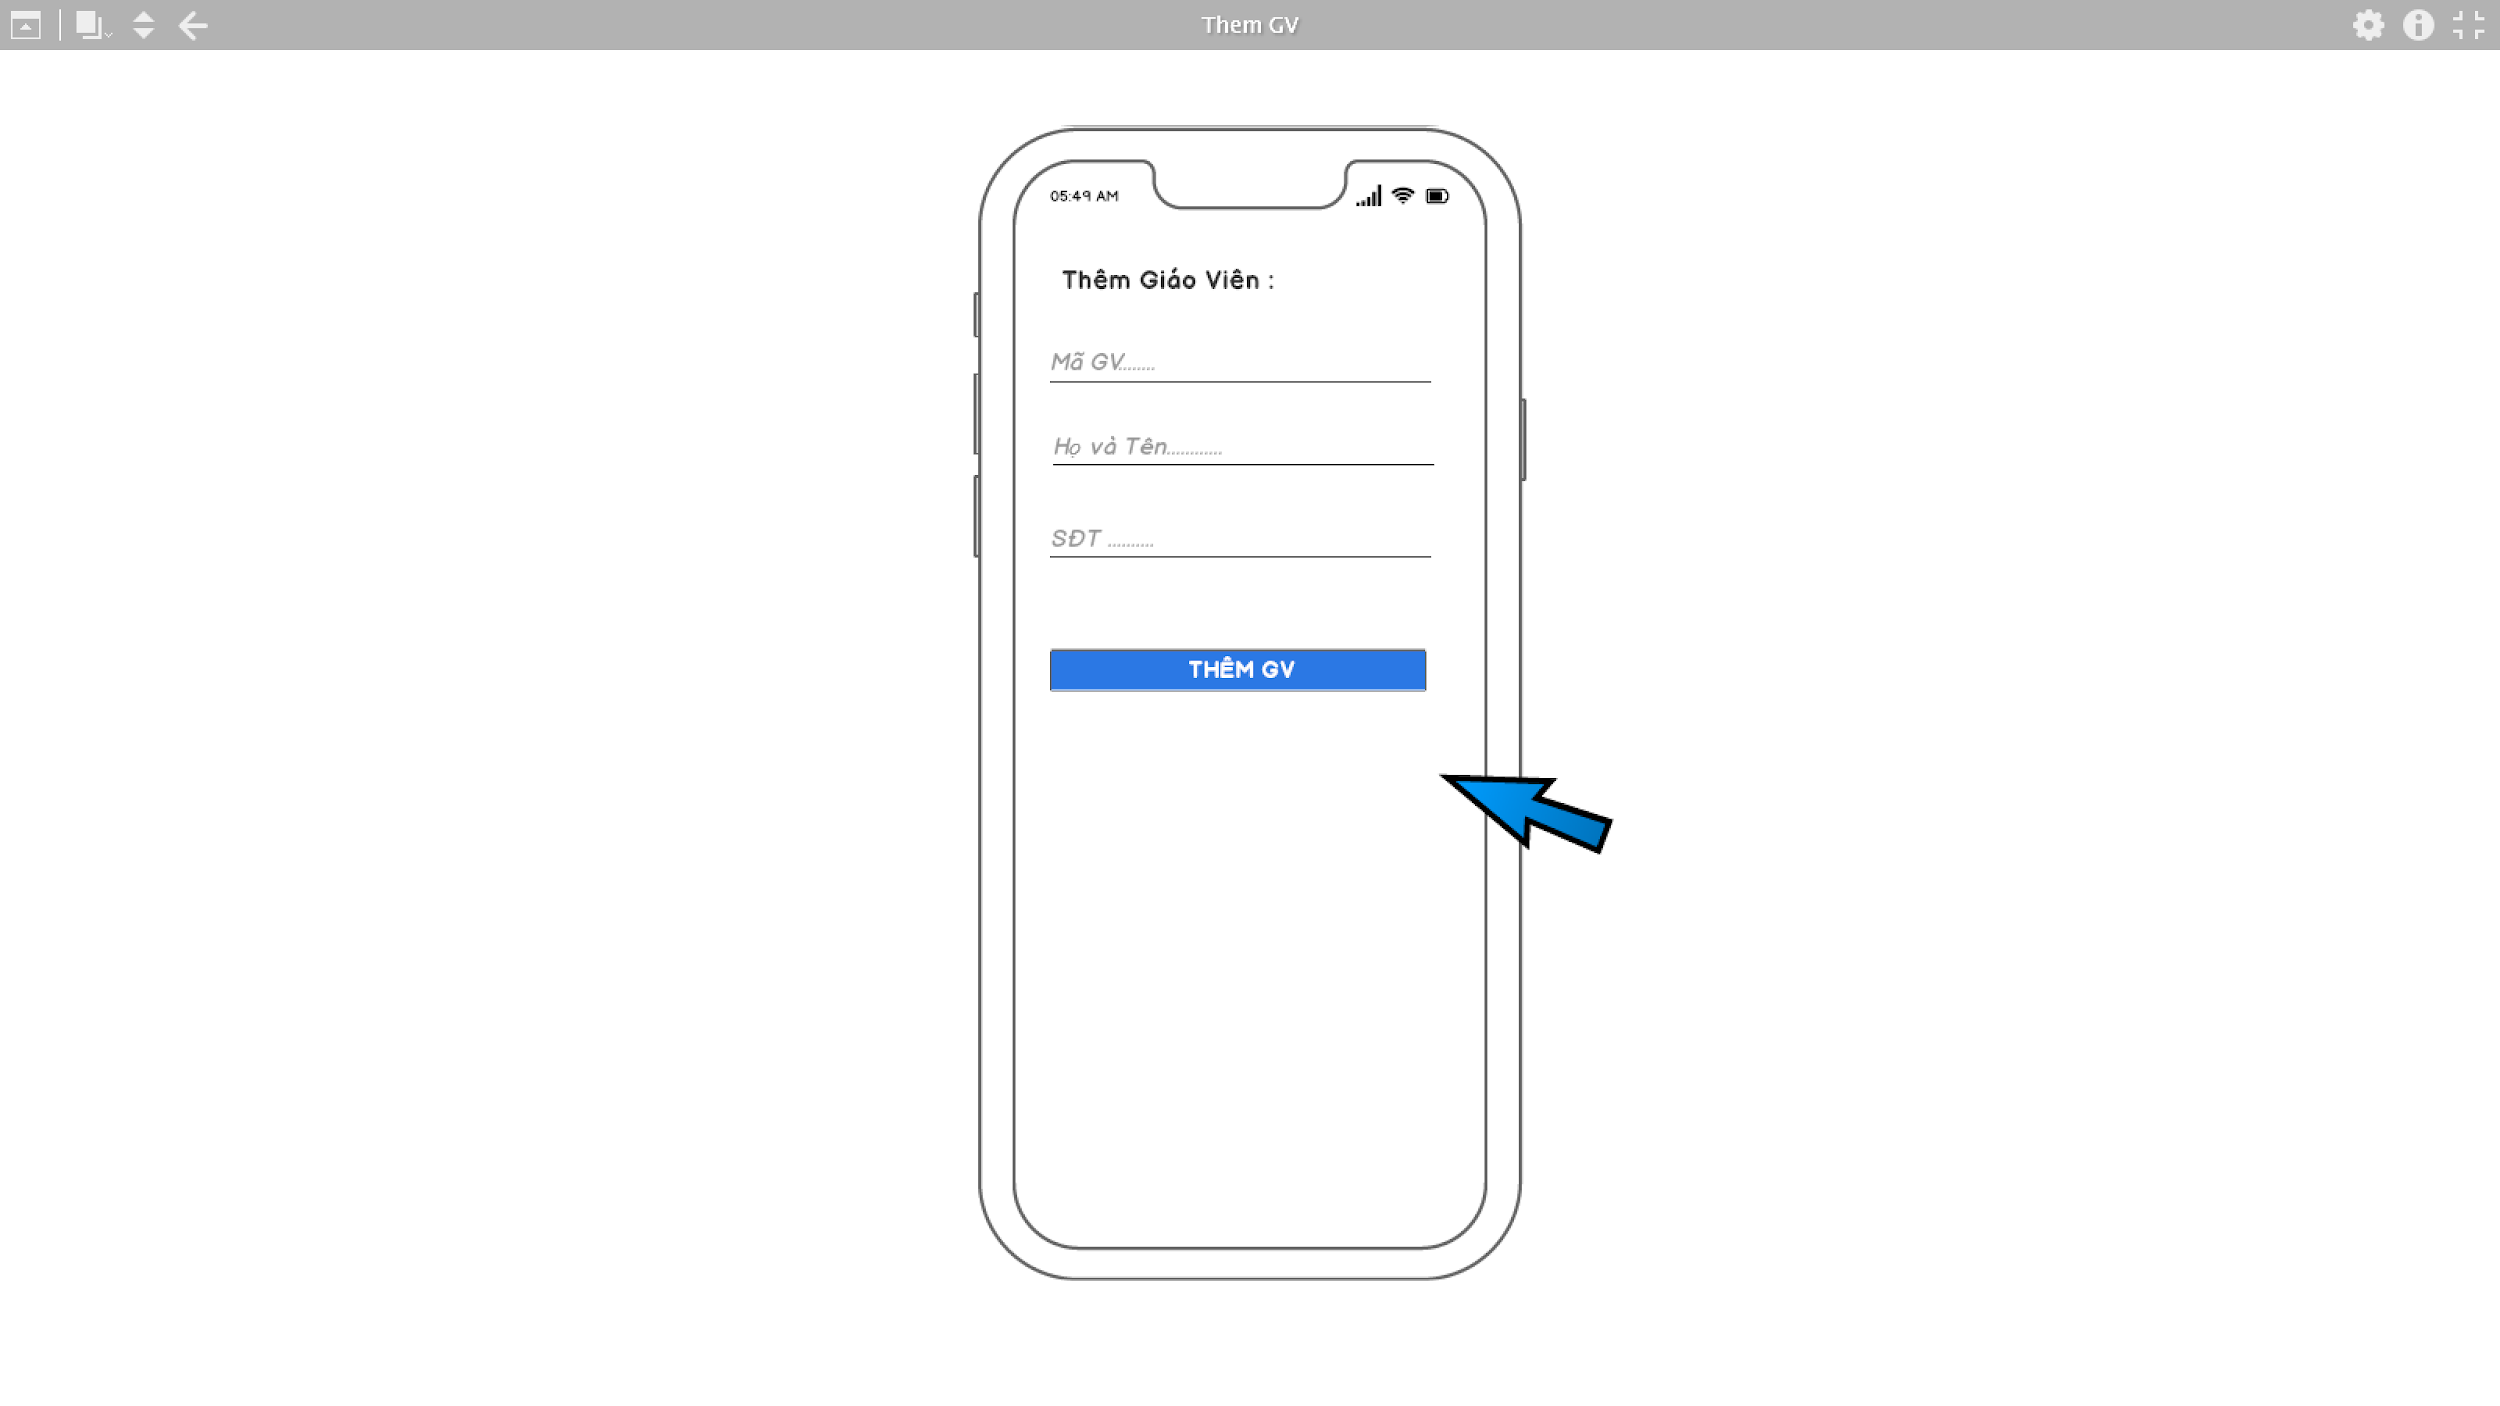 Them GV
05:49 AM
Thêm Giáo Viên :
Mã GV........
Họ và Tên............
SĐT ..........
THÊM GV